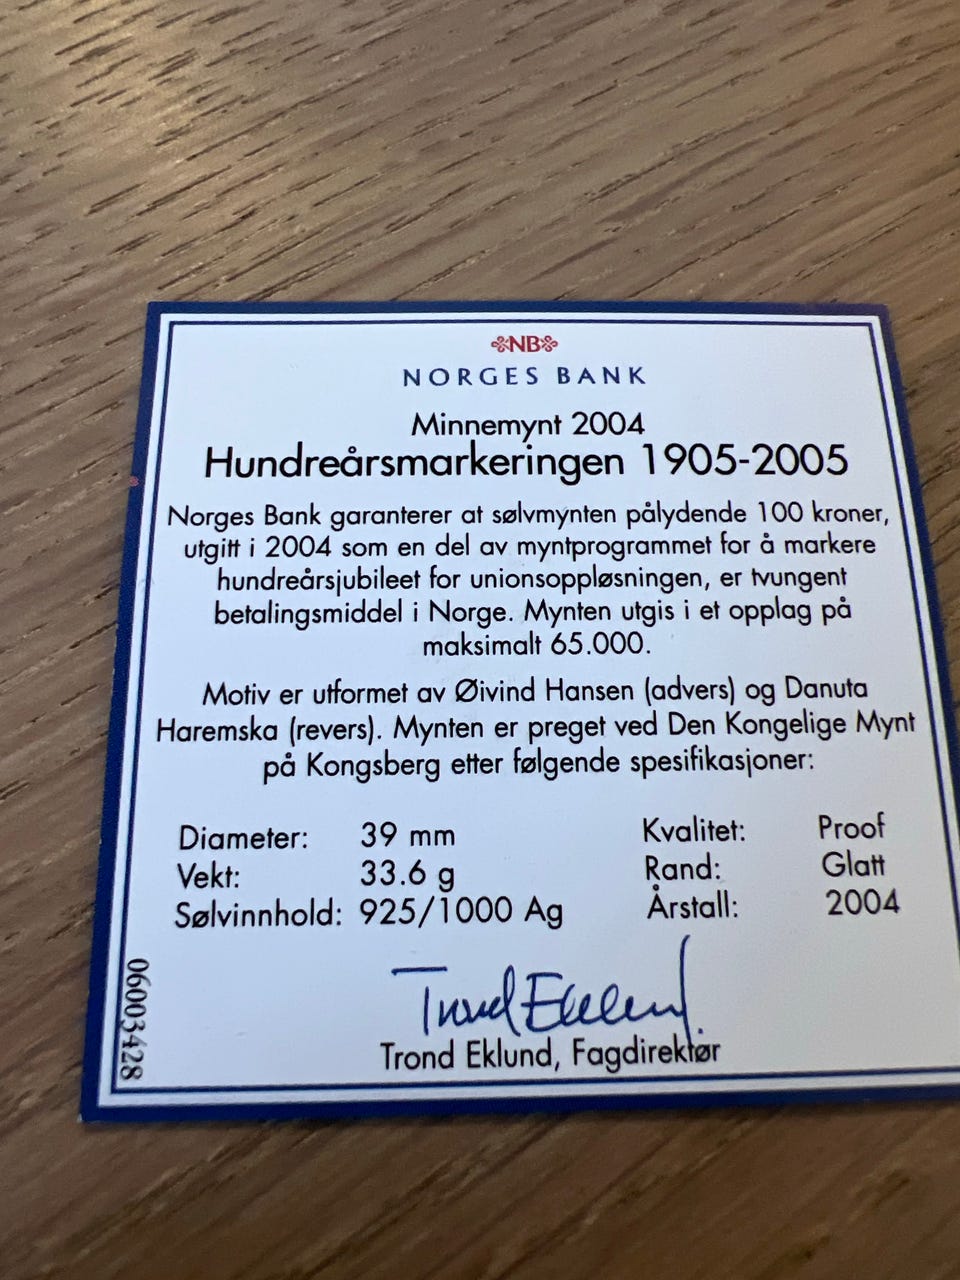 NB
NORGES BANK
Minnemynt 2004
Hundreårsmarkeringen 1905-2005
Norges Bank garanterer at sølvmynten pålydende 100 kroner,
utgitt i 2004 som en del av myntprogrammet for å markere
hundreårsjubileet for unionsoppløsningen, er tvungent
betalingsmiddel i Norge. Mynten utgis i et opplag på
maksimalt 65.000.
Motiv er utformet av Øivind Hansen (advers) og Danuta
Haremska (revers). Mynten er preget ved Den Kongelige Mynt
på Kongsberg etter følgende spesifikasjoner:
Diameter: 39 mm Kvalitet: Proof
Vekt: 33.6 g Rand: Glatt
Sølvinnhold: 925/1000 Ag Årstall: 2004
Trond Eklund
Trond Eklund, Fagdirektør
06003428